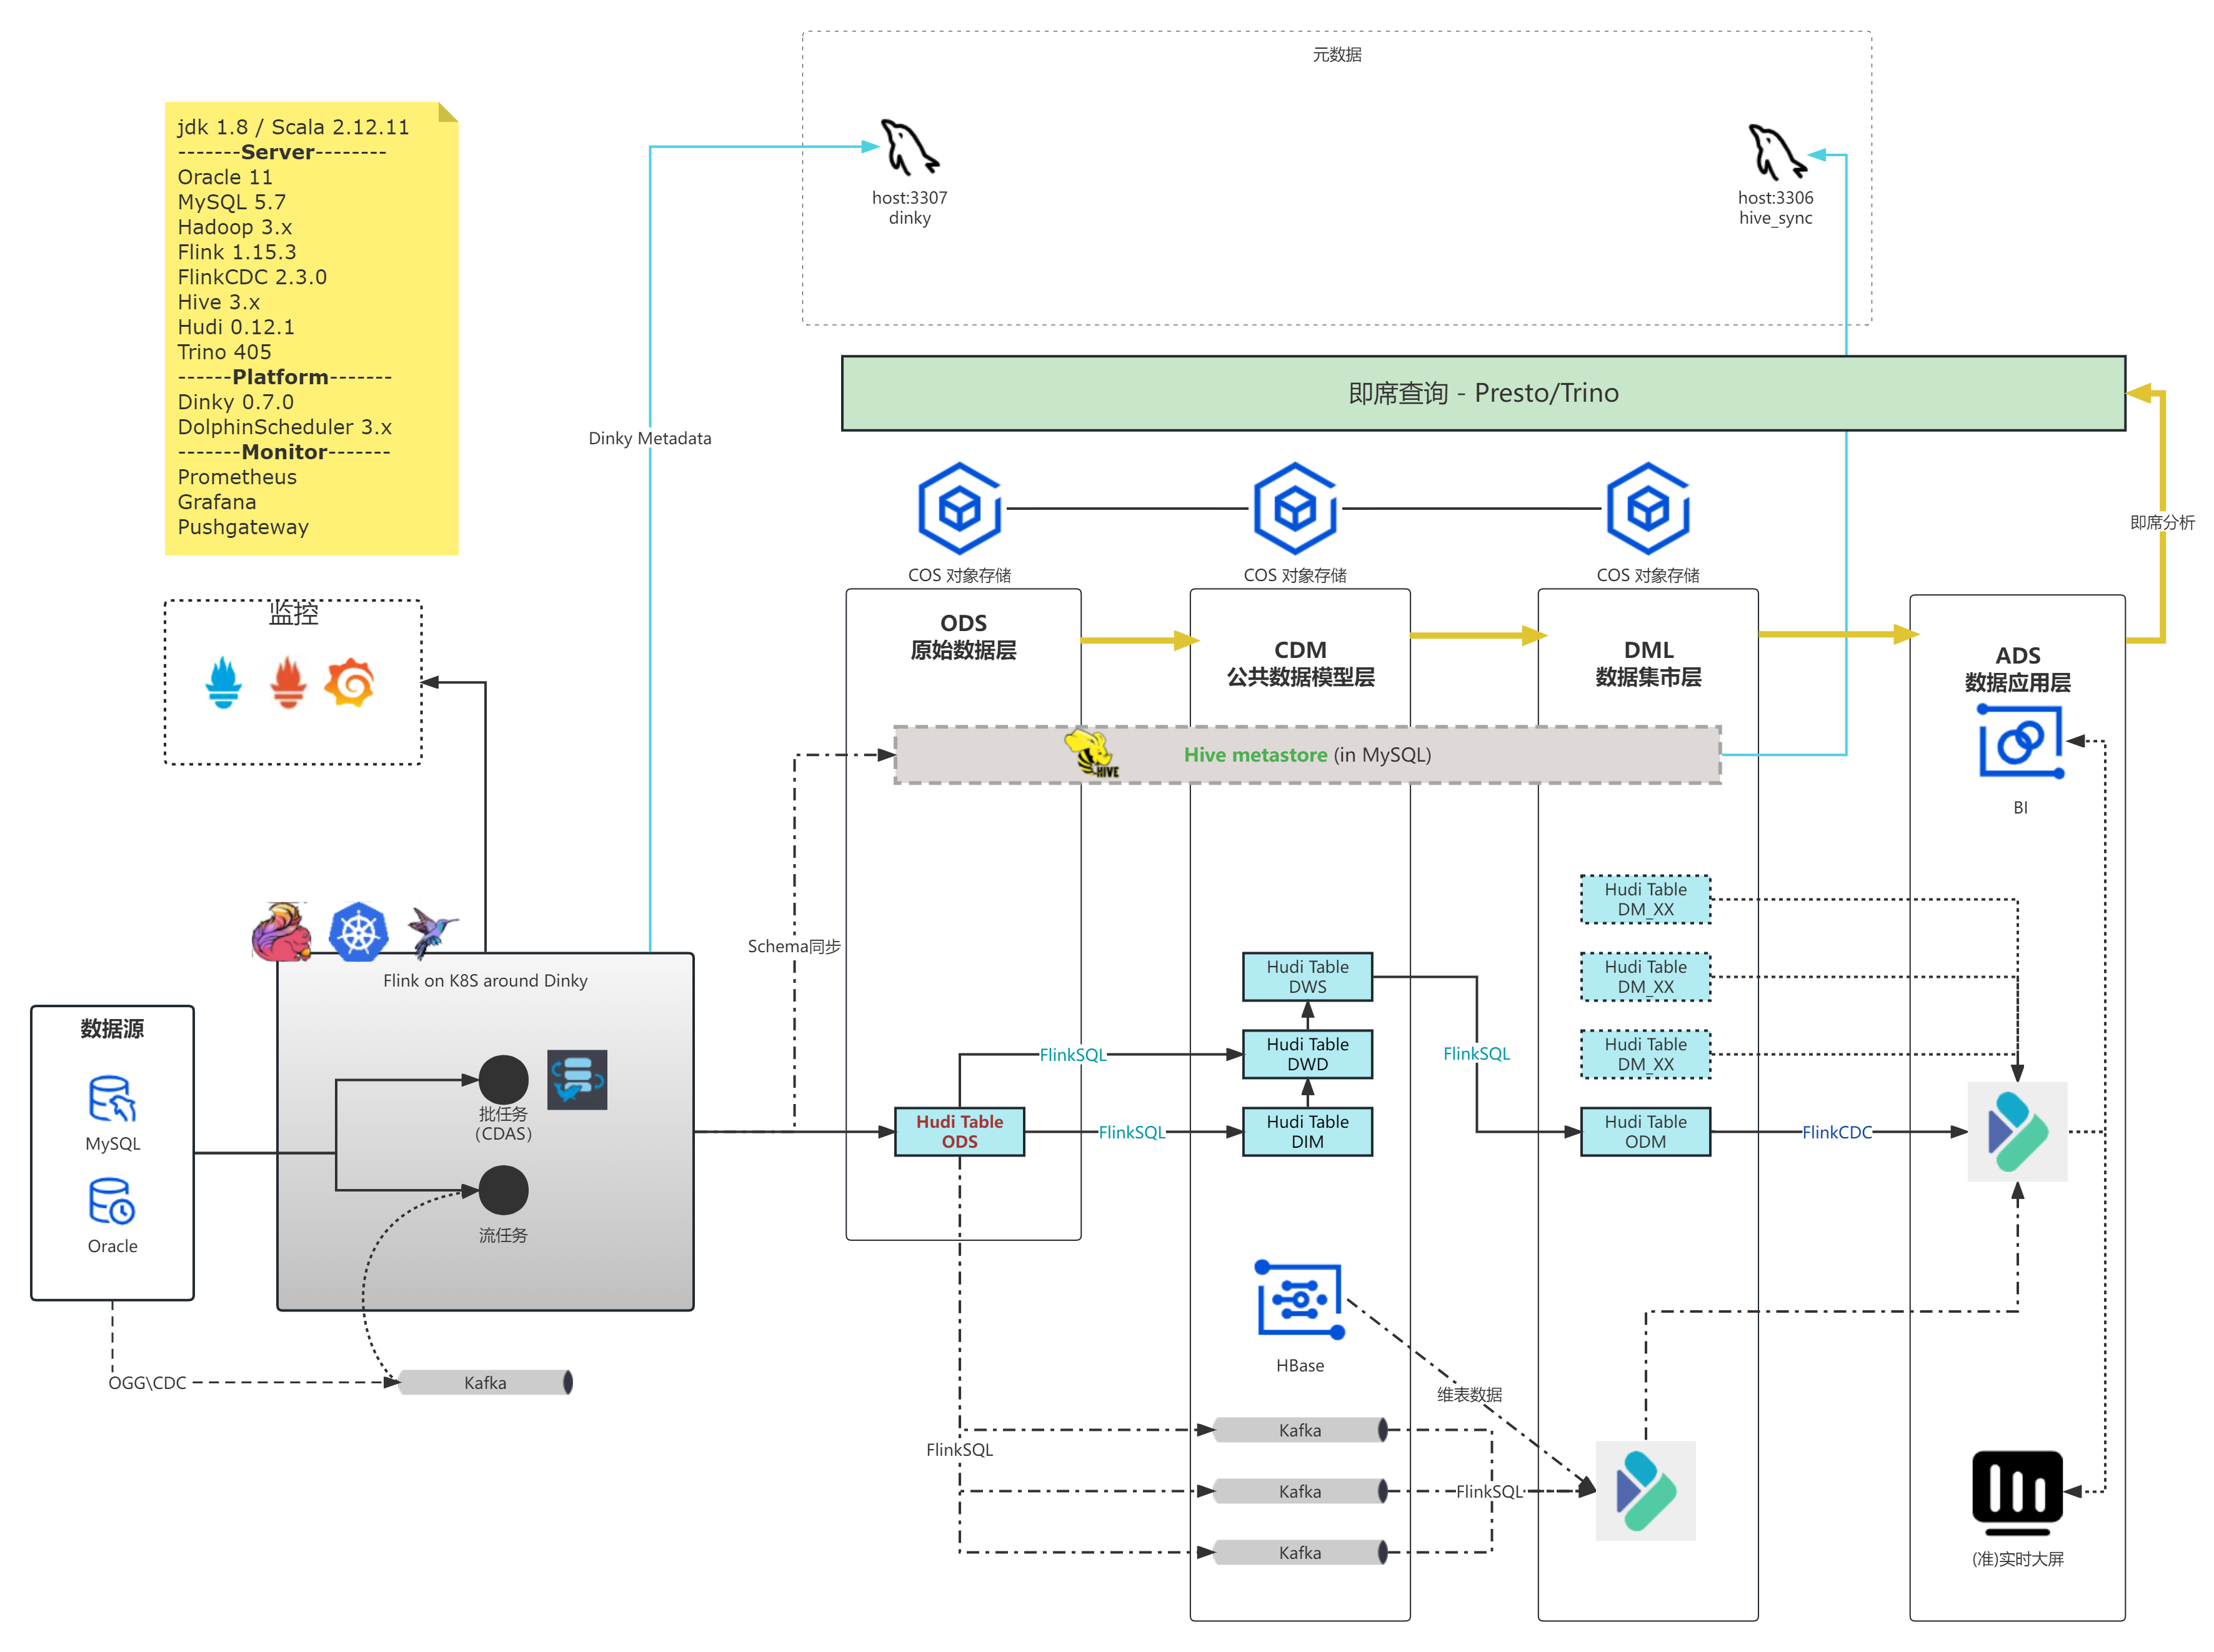 元数据
host:3307
dinky
host:3306
hive_sync
jdk 1.8 / Scala 2.12.11
-------Server--------
Oracle 11
MySQL 5.7
Hadoop 3.x
Flink 1.15.3
FlinkCDC 2.3.0
Hive 3.x
Hudi 0.12.1
Trino 405
------Platform-------
Dinky 0.7.0
DolphinScheduler 3.x
-------Monitor-------
Prometheus
Grafana
Pushgateway
Dinky Metadata
即席查询 - Presto/Trino
即席分析
COS 对象存储
COS 对象存储
COS 对象存储
监控
ODS
原始数据层
CDM
公共数据模型层
DML
数据集市层
ADS
数据应用层
HIVE
Hive metastore (in MySQL)
BI
Schema同步
Flink on K8S around Dinky
数据源
MySQL
Oracle
批任务
(CDAS)
流任务
OGG\CDC
Kafka
Hudi Table
ODS
FlinkSQL
FlinkSQL
Hudi Table
DWS
Hudi Table
DWD
Hudi Table
DIM
FlinkSQL
Hudi Table
DM_XX
Hudi Table
DM_XX
Hudi Table
DM_XX
Hudi Table
ODM
FlinkCDC
HBase
维表数据
FlinkSQL
Kafka
Kafka
Kafka
FlinkSQL
(准)实时大屏